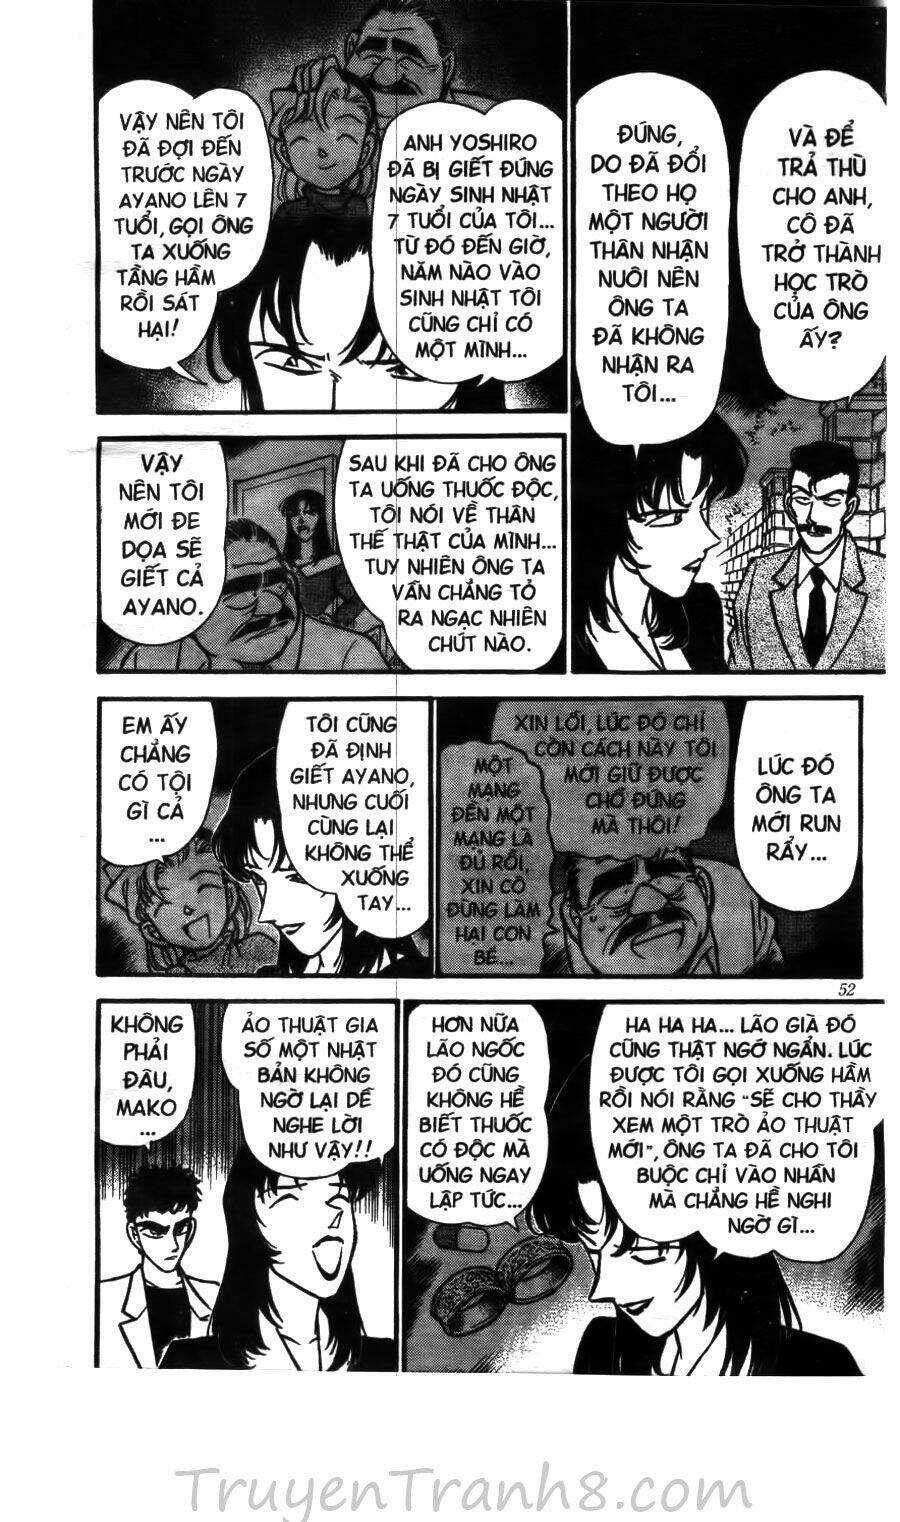 VÀ ĐỂ
TRẢ THÙ
CHO ANH,
CÔ ĐÃ
TRỞ THÀNH
HỌC TRÒ
CỦA ÔNG
ẤY?
ĐÚNG,
DO ĐÃ ĐỔI
THEO HỌ
MỘT NGƯỜI
THÂN NHẬN
NUÔI NÊN
ÔNG TA
ĐÃ KHÔNG
NHẬN RA
TÔI...
ANH YOSHIRO
ĐÃ BỊ GIẾT ĐÚNG
NGÀY SINH NHẬT
7 TUỔI CỦA TÔI...
TỪ ĐÓ ĐẾN GIỜ,
NĂM NÀO VÀO
SINH NHẬT TÔI
CŨNG CHỈ CÓ
MỘT MÌNH...
VẬY NÊN TÔI
ĐÃ ĐỢI ĐẾN
TRƯỚC NGÀY
AYANO LÊN 7
TUỔI, GỌI ÔNG
TA XUỐNG
TẦNG HẦM
RỒI SÁT
HẠI!
SAU KHI ĐÃ CHO ÔNG
TA UỐNG THUỐC ĐỘC,
TÔI NÓI VỀ THÂN
THẾ THẬT CỦA MÌNH...
TUY NHIÊN ÔNG TA
VẪN CHẲNG TỎ
RA NGẠC NHIÊN
CHÚT NÀO.
VẬY
NÊN TÔI
MỚI ĐE
DỌA SẼ
GIẾT CẢ
AYANO.
LÚC ĐÓ
ÔNG TA
MỚI RUN
RẨY...
XIN LỖI, LÚC ĐÓ CHỈ
CÒN CÁCH NÀY TÔI
MỚI GIỮ ĐƯỢC
CHỖ ĐỨNG
MÀ THÔI!
MỘT
MẠNG
ĐỀN MỘT
MẠNG LÀ
ĐỦ RỒI,
XIN CÔ
ĐỪNG LÀM
HẠI CON
BÉ...
TÔI CŨNG
ĐÃ ĐỊNH
GIẾT AYANO,
NHƯNG CUỐI
CÙNG LẠI
KHÔNG THỂ
XUỐNG
TAY...
EM ẤY
CHẲNG
CÓ TỘI
GÌ CẢ
...
52
HA HA HA... LÃO GIÀ ĐÓ
CŨNG THẬT NGỚ NGẨN. LÚC
ĐƯỢC TÔI GỌI XUỐNG HẦM
RỒI NÓI RẰNG "SẼ CHO THẦY
XEM MỘT TRÒ ẢO THUẬT
MỚI", ÔNG TA ĐÃ CHO TÔI
BUỘC CHỈ VÀO NHẪN
MÀ CHẲNG HỀ NGHI
NGỜ GÌ...
HƠN NỮA
LÃO NGỐC
ĐÓ CŨNG
KHÔNG HỀ
BIẾT THUỐC
CÓ ĐỘC MÀ
UỐNG NGAY
LẬP TỨC...
ẢO THUẬT GIA
SỐ MỘT NHẬT
BẢN KHÔNG
NGỜ LẠI DỄ
NGHE LỜI
NHƯ VẬY!!
KHÔNG
PHẢI
ĐÂU,
MAKO
...
TruyenTranh8.com